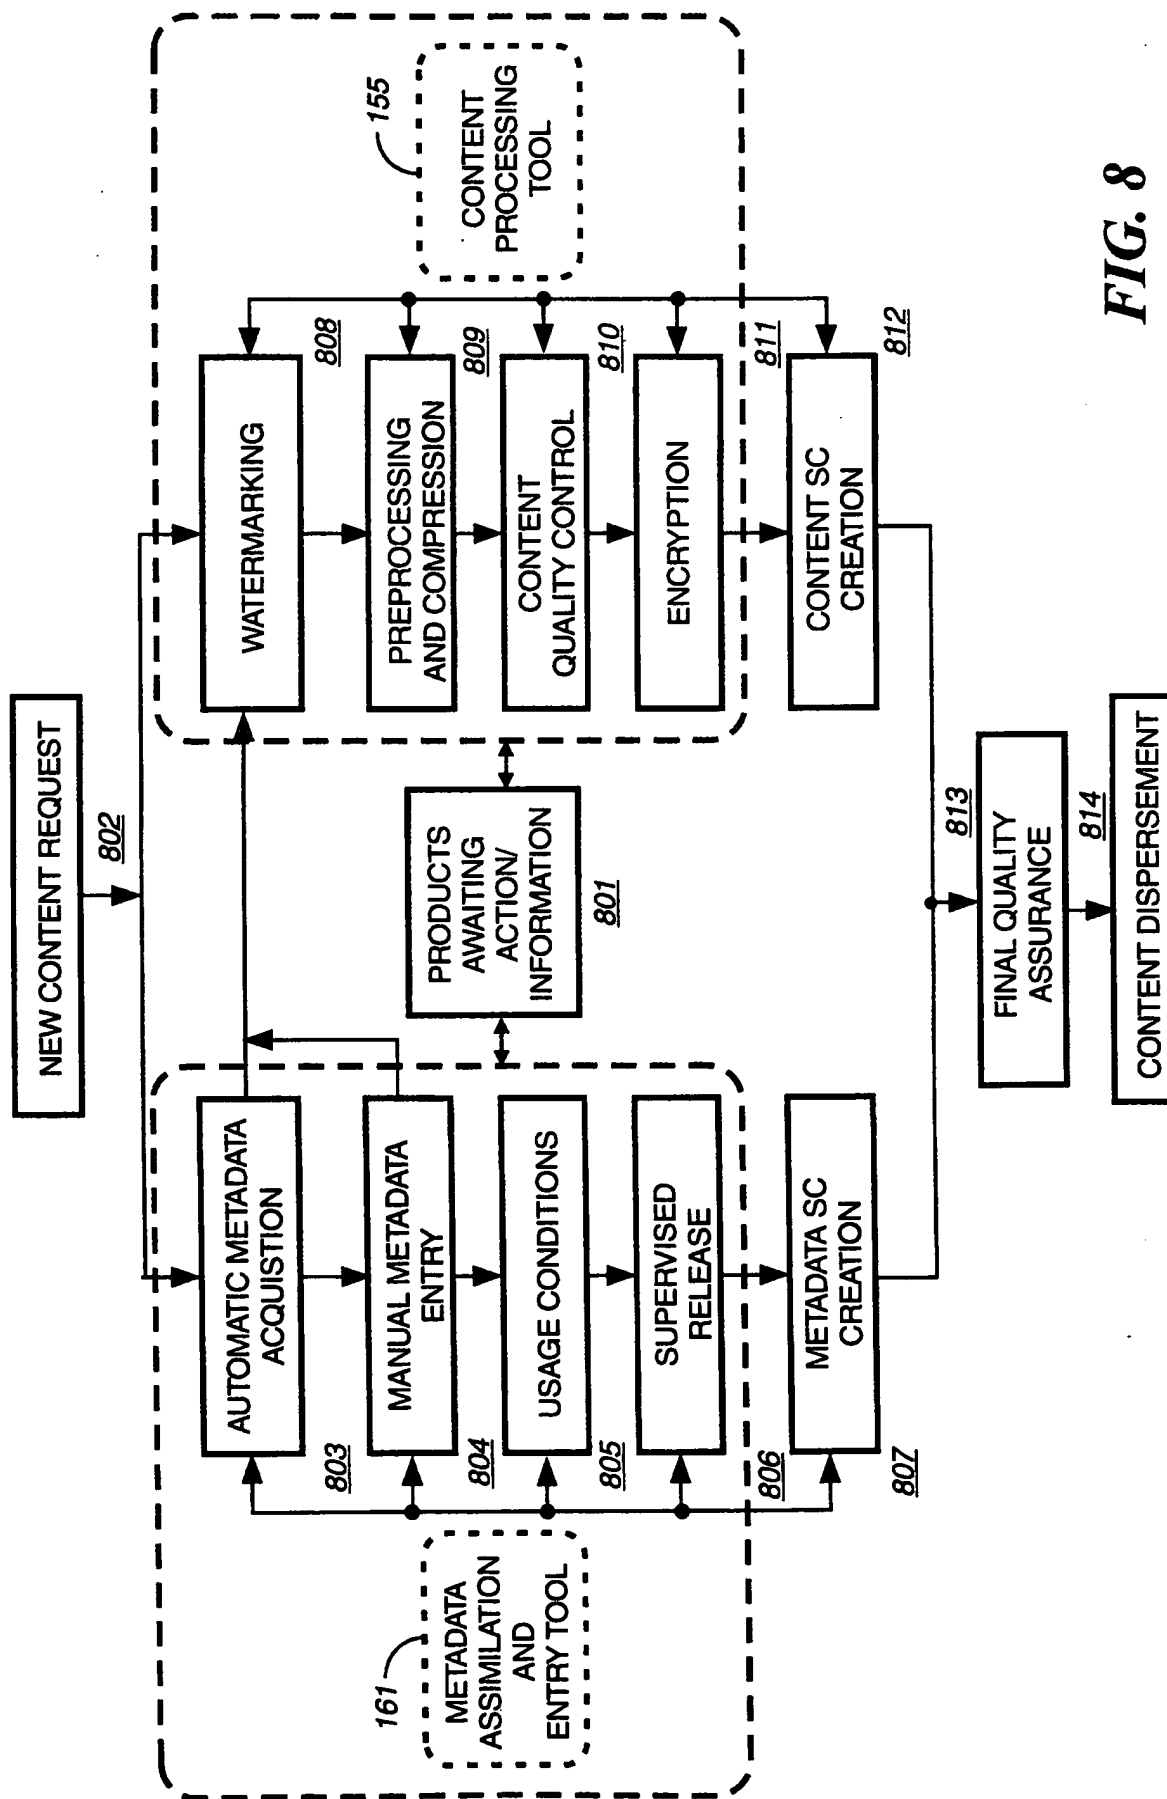 NEW CONTENT REQUEST
802
161
METADATA
ASSIMILATION
AND
ENTRY TOOL
AUTOMATIC METADATA
ACQUISTION
803
MANUAL METADATA
ENTRY
804
USAGE CONDITIONS
805
SUPERVISED
RELEASE
806
METADATA SC
CREATION
807
PRODUCTS
AWAITING
ACTION/
INFORMATION
801
WATERMARKING
808
PREPROCESSING
AND COMPRESSION
809
CONTENT
QUALITY CONTROL
810
ENCRYPTION
811
CONTENT SC
CREATION
812
155
CONTENT
PROCESSING
TOOL
813
FINAL QUALITY
ASSURANCE
814
CONTENT DISPERSEMENT
FIG. 8